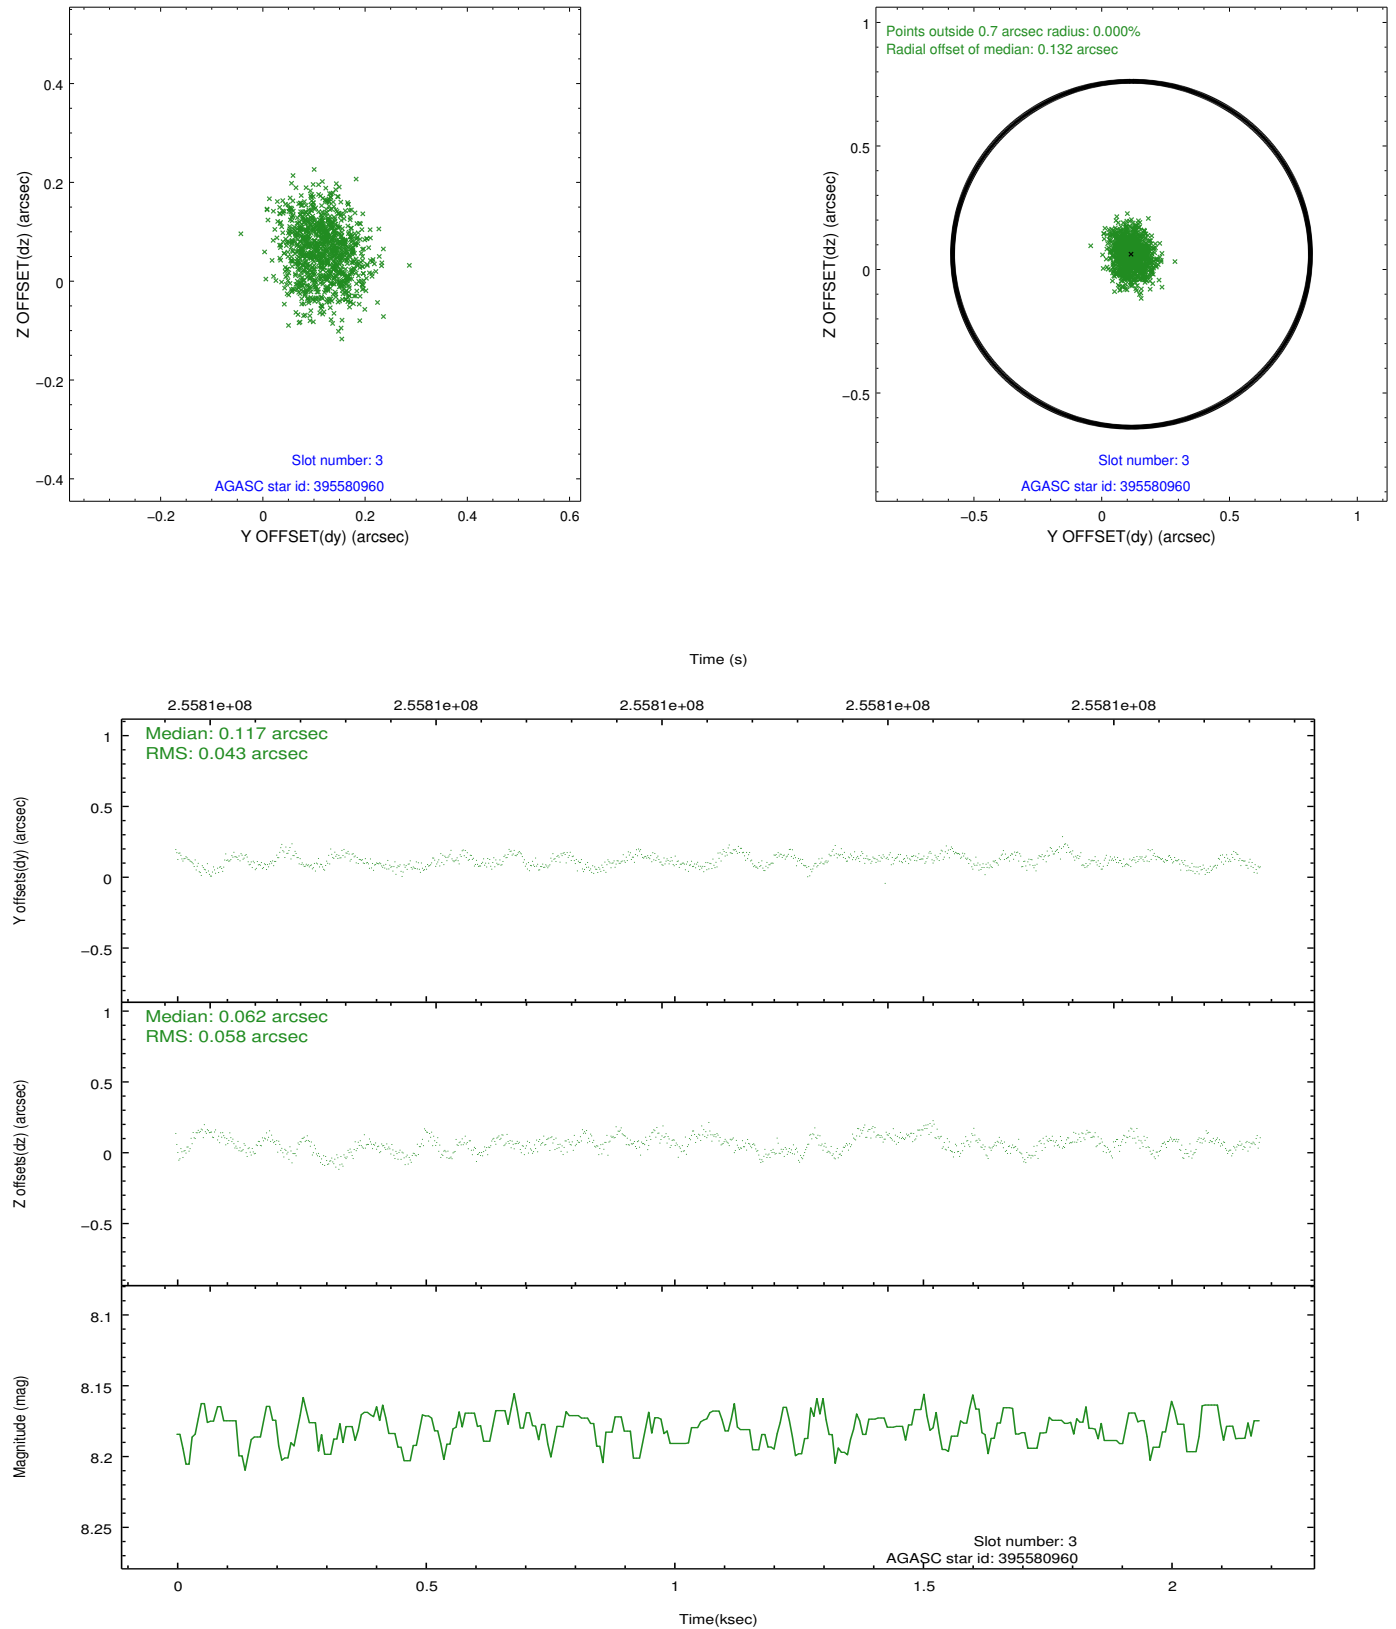 0.4
0.2
0
−0.2
−0.4
Z OFFSET(dz) (arcsec)
Slot number: 3
AGASC star id: 395580960
−0.2 0 0.2 0.4 0.6
Y OFFSET(dy) (arcsec)
Points outside 0.7 arcsec radius: 0.000%
Radial offset of median: 0.132 arcsec
1
0.5
0
−0.5
Z OFFSET(dz) (arcsec)
Slot number: 3
AGASC star id: 395580960
−0.5 0 0.5 1
Y OFFSET(dy) (arcsec)
Time (s)
2.5581e+08 2.5581e+08 2.5581e+08 2.5581e+08 2.5581e+08
Median: 0.117 arcsec
RMS: 0.043 arcsec
1
0.5
0
−0.5
Y offsets(dy) (arcsec)
Median: 0.062 arcsec
RMS: 0.058 arcsec
1
0.5
0
−0.5
Z offsets(dz) (arcsec)
8.1
8.15
8.2
8.25
Magnitude (mag)
Slot number: 3
AGASC star id: 395580960
0 0.5 1 1.5 2
Time(ksec)